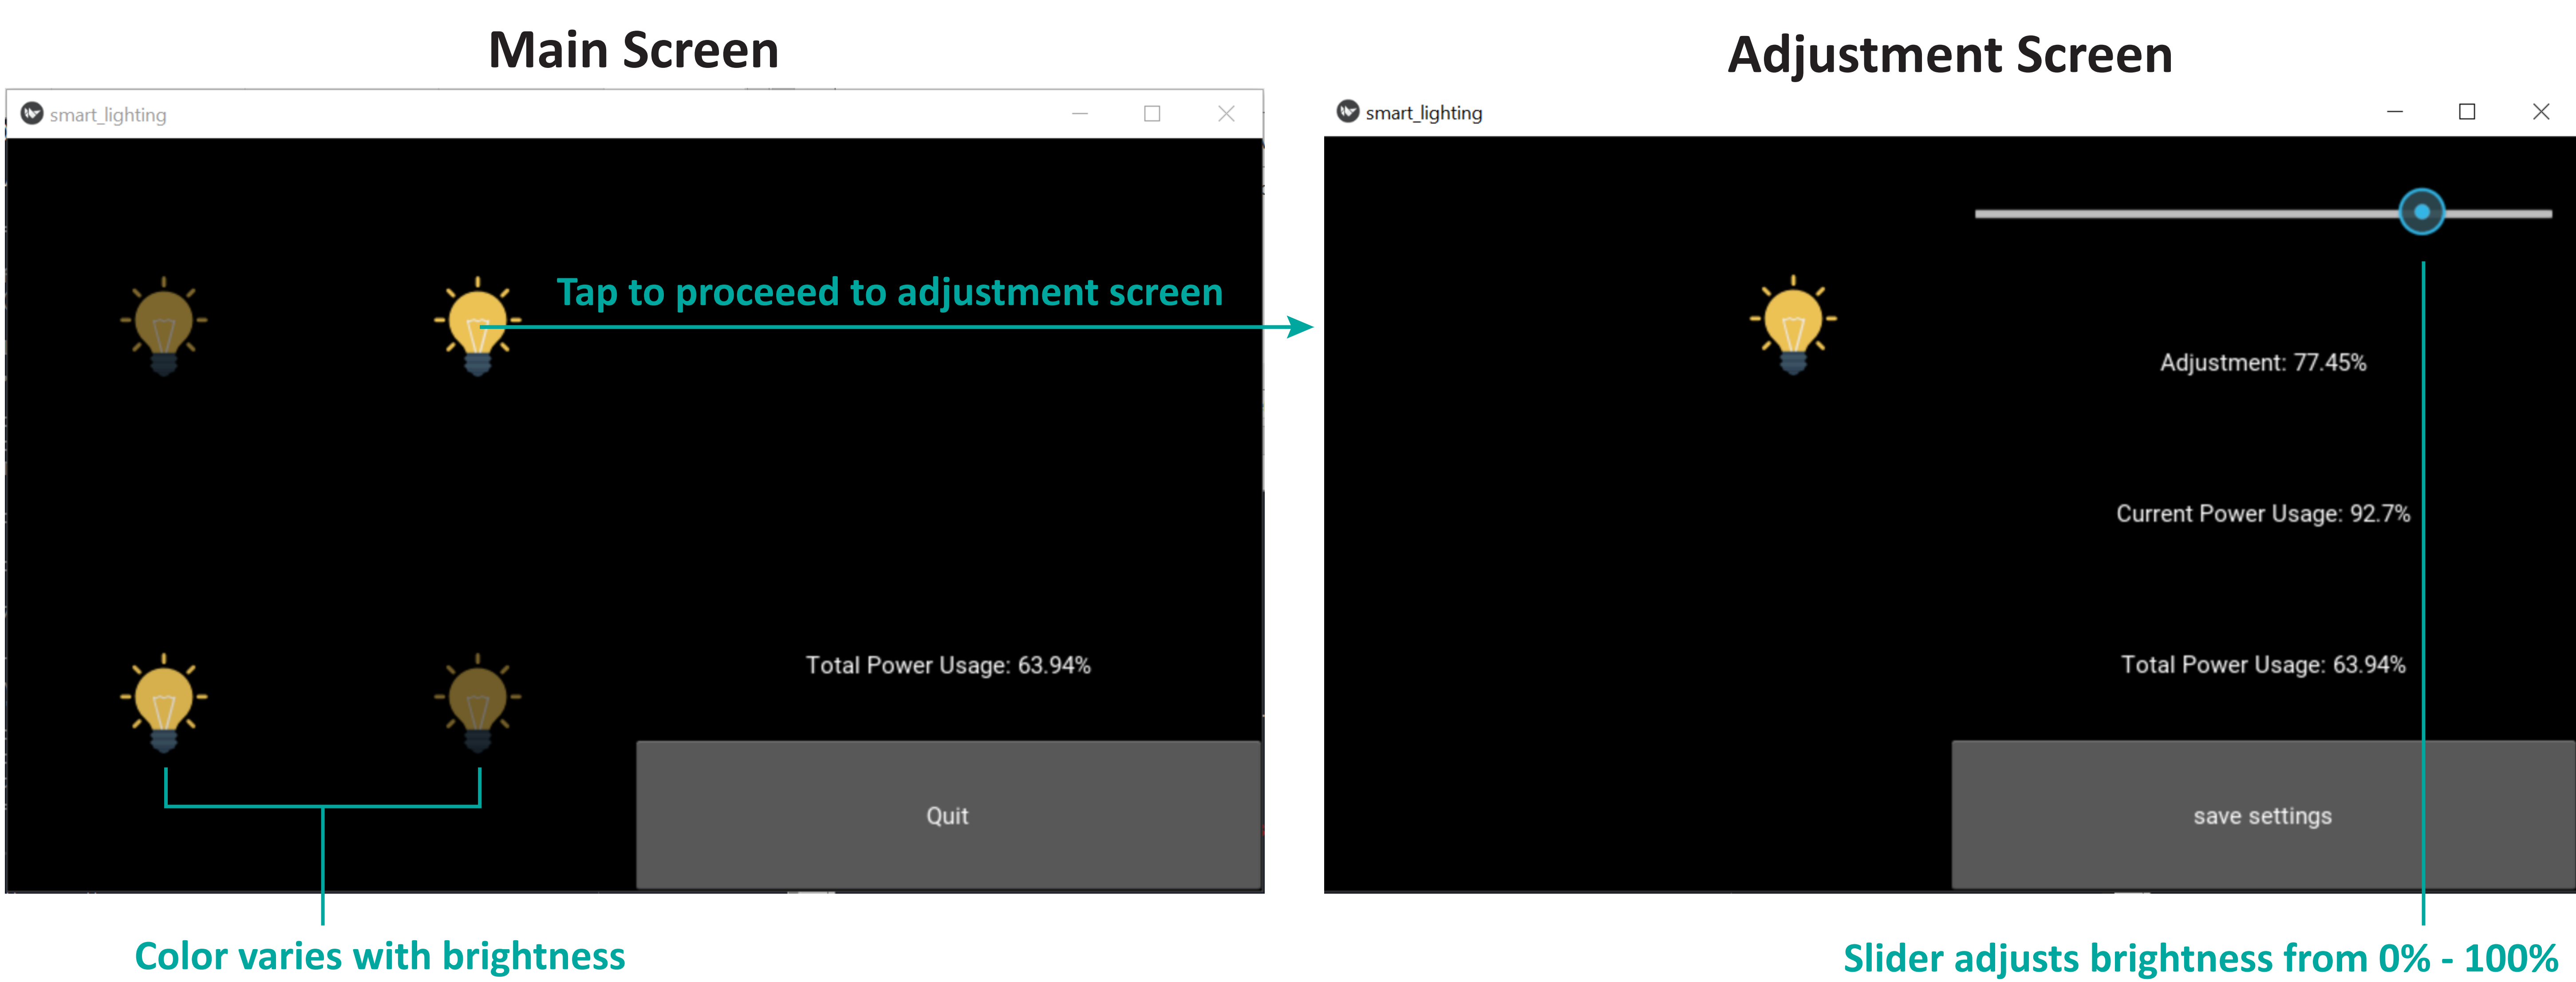 Main Screen
Adjustment Screen
smart_lighting
smart_lighting
Tap to proceeed to adjustment screen
Adjustment: 77.45%
Current Power Usage: 92.7%
Total Power Usage: 63.94%
Total Power Usage: 63.94%
Quit
save settings
Color varies with brightness
Slider adjusts brightness from 0% - 100%